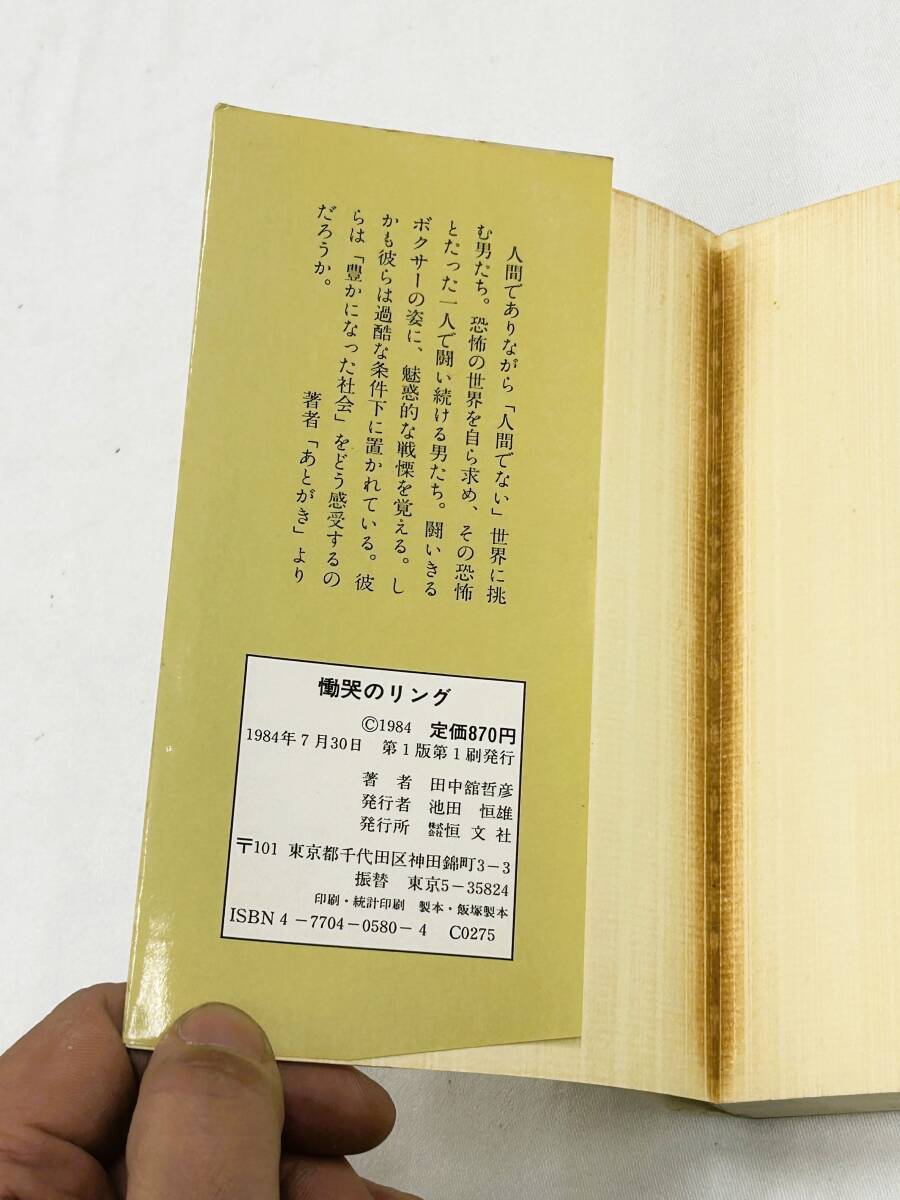 人間でありながら「人間でない」世界に挑
む男たち。恐怖の世界を自ら求め、その恐怖
とたった一人で闘い続ける男たち。闘いきる
ボクサーの姿に、魅惑的な戦慄を覚える。し
かも彼らは過酷な条件下に置かれている。彼
らは「豊かになった社会」をどう感受するの
だろうか。
著者「あとがき」より
慟哭のリング
©1984 定価870円
1984年7月30日 第1版第1刷発行
著者 田中舘哲彦
発行者 池田恒雄
発行所 株式会社恒文社
〒101 東京都千代田区神田錦町3-3
振替 東京5-35824
印刷・統計印刷 製本・飯塚製本
ISBN4-7704-0580-4 C0275